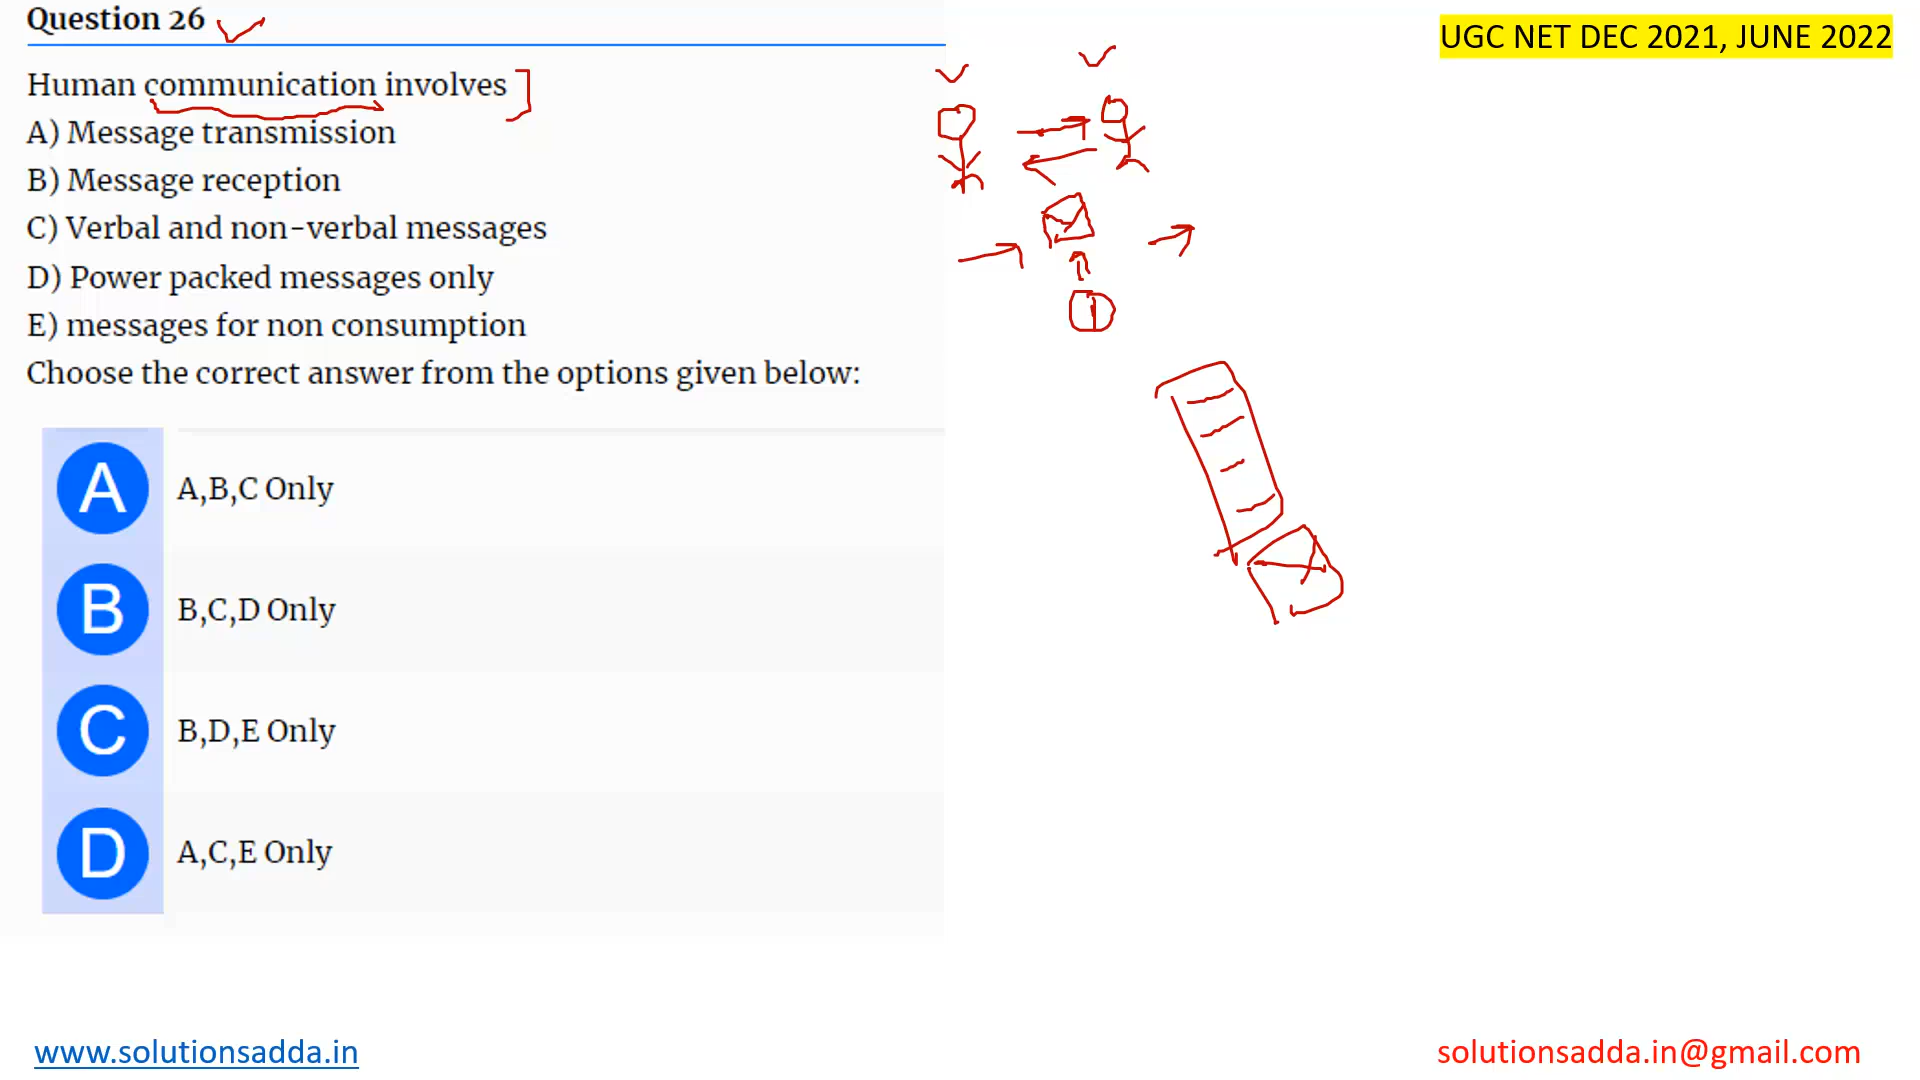 Question 26
UGC NET DEC 2021, JUNE 2022
Human communication involves
A) Message transmission
B) Message reception
C) Verbal and non-verbal messages
D) Power packed messages only
E) messages for non consumption
Choose the correct answer from the options given below:
A A,B,C Only
B B,C,D Only
C B,D,E Only
D A,C,E Only
www.solutionsadda.in
solutionsadda.in@gmail.com